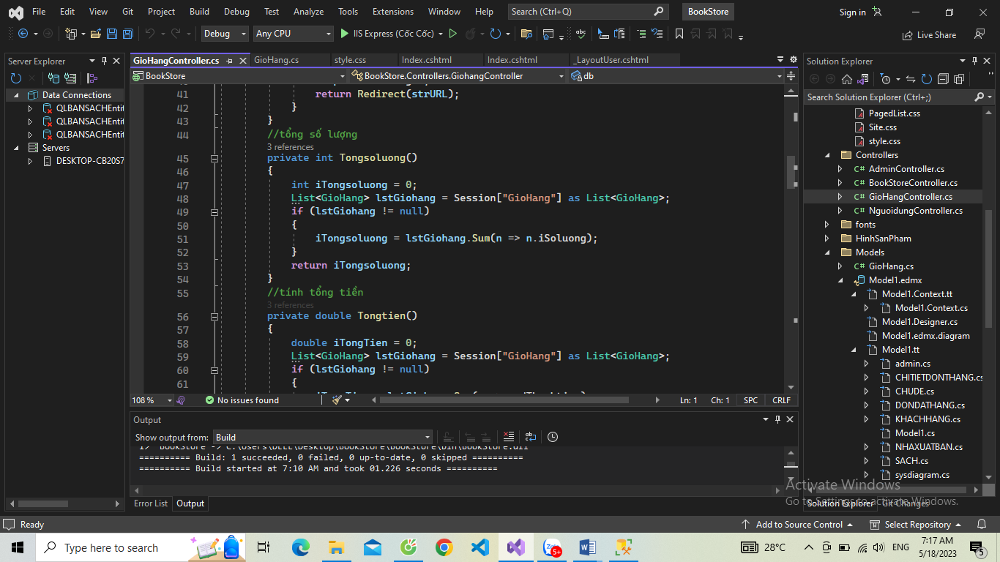 File Edit View Git Project Build Debug Test Analyze Tools Extensions Window Help Search (Ctrl+Q) BookStore Sign in
Debug Any CPU IIS Express (Cốc Cốc) Live Share
Server Explorer
Data Connections
QLBANSACHEntit
QLBANSACHEntit
QLBANSACHEntit
Servers
DESKTOP-CB20S7
GioHangController.cs GioHang.cs style.css Index.cshtml Index.cshtml _LayoutUser.cshtml
BookStore BookStore.Controllers.GiohangController db
41 return Redirect(strURL);
42 }
43 }
44 //tổng số lượng
3 references
45 private int Tongsoluong()
46 {
47 int iTongsoluong = 0;
48 List<GioHang> lstGiohang = Session["GioHang"] as List<GioHang>;
49 if (lstGiohang != null)
50 {
51 iTongsoluong = lstGiohang.Sum(n => n.iSoluong);
52 }
53 return iTongsoluong;
54 }
55 //tính tổng tiền
3 references
56 private double Tongtien()
57 {
58 double iTongTien = 0;
59 List<GioHang> lstGiohang = Session["GioHang"] as List<GioHang>;
60 if (lstGiohang != null)
61 {
108 % No issues found Ln: 1 Ch: 1 SPC CRLF
Output
Show output from: Build
1> BookStore -> C:\Users\DELL\Desktop\BookStore\BookStore\bin\BookStore.dll
========== Build: 1 succeeded, 0 failed, 0 up-to-date, 0 skipped ==========
========== Build started at 7:10 AM and took 01.226 seconds ==========
Error List Output
Solution Explorer
Search Solution Explorer (Ctrl+;)
PagedList.css
Site.css
style.css
Controllers
C# AdminController.cs
C# BookStoreController.cs
C# GioHangController.cs
C# NguoidungController.cs
fonts
HinhSanPham
Models
C# GioHang.cs
Model1.edmx
Model1.Context.tt
Model1.Context.cs
Model1.Designer.cs
Model1.edmx.diagram
Model1.tt
admin.cs
CHITIETDONTHANG.cs
CHUDE.cs
DONDATHANG.cs
KHACHHANG.cs
Model1.cs
NHAXUATBAN.cs
SACH.cs
sysdiagram.cs
Activate Windows
Go to Settings to activate Windows.
Solution Explorer Git Changes
Ready Add to Source Control Select Repository
Type here to search 5+ 28°C ENG 7:17 AM
5/18/2023 5